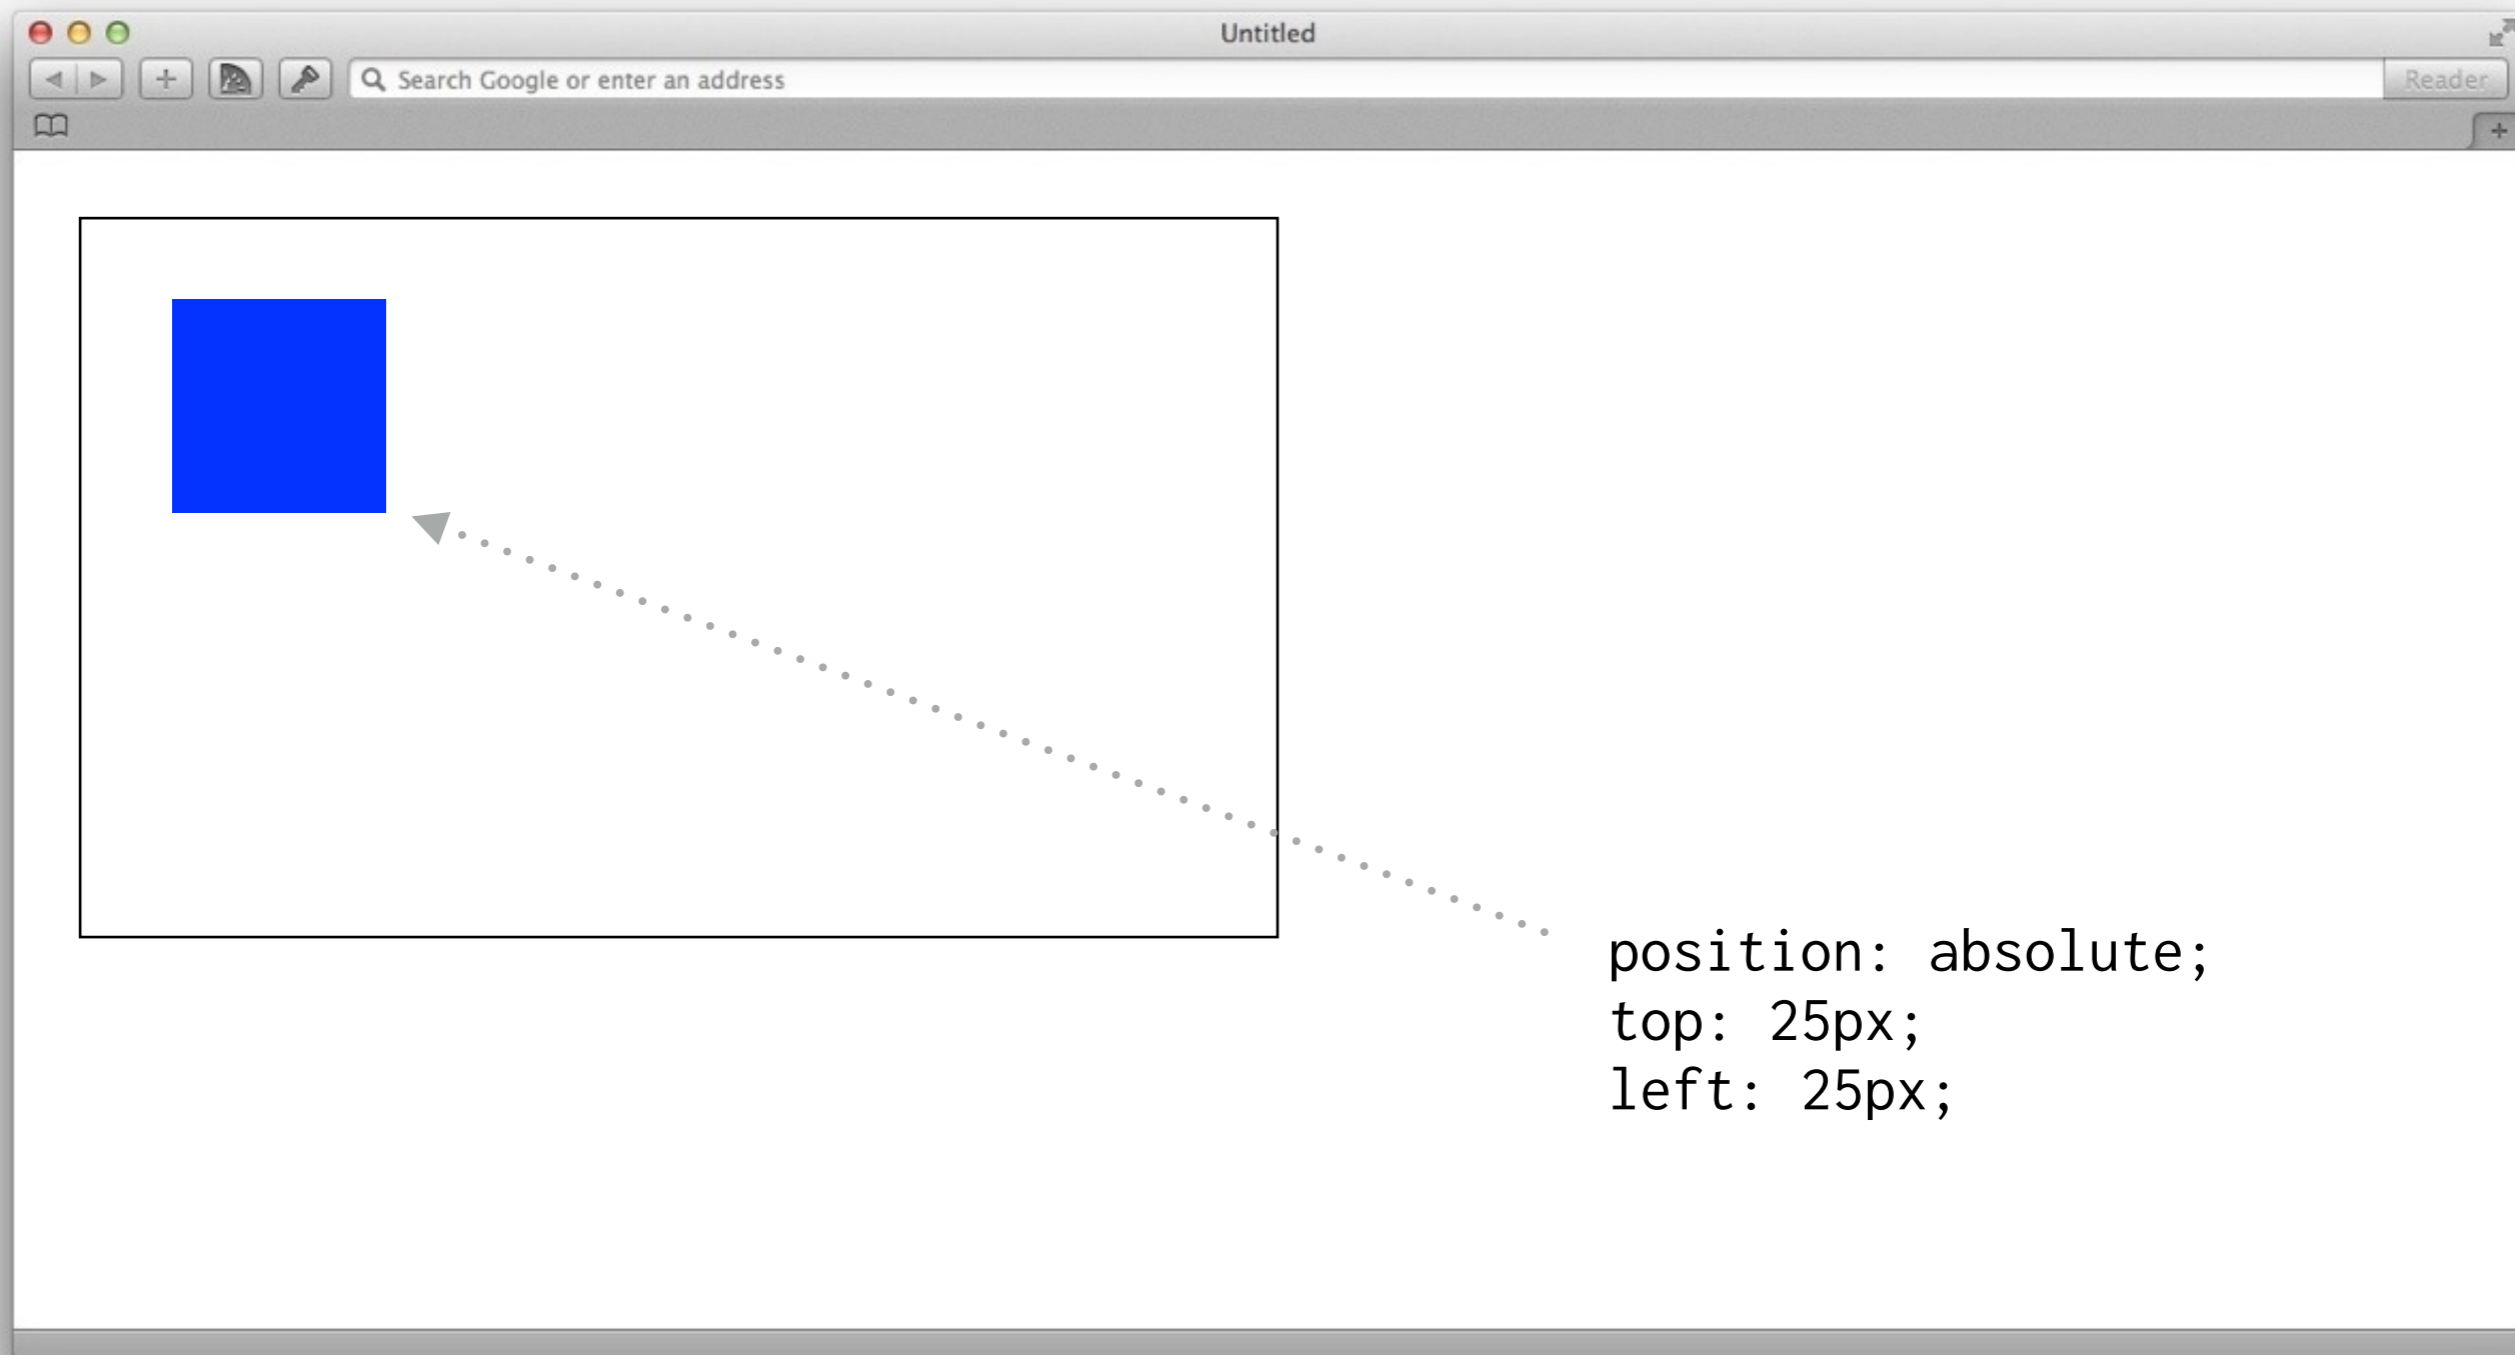 Untitled
Search Google or enter an address
Reader
position: absolute;
top: 25px;
left: 25px;